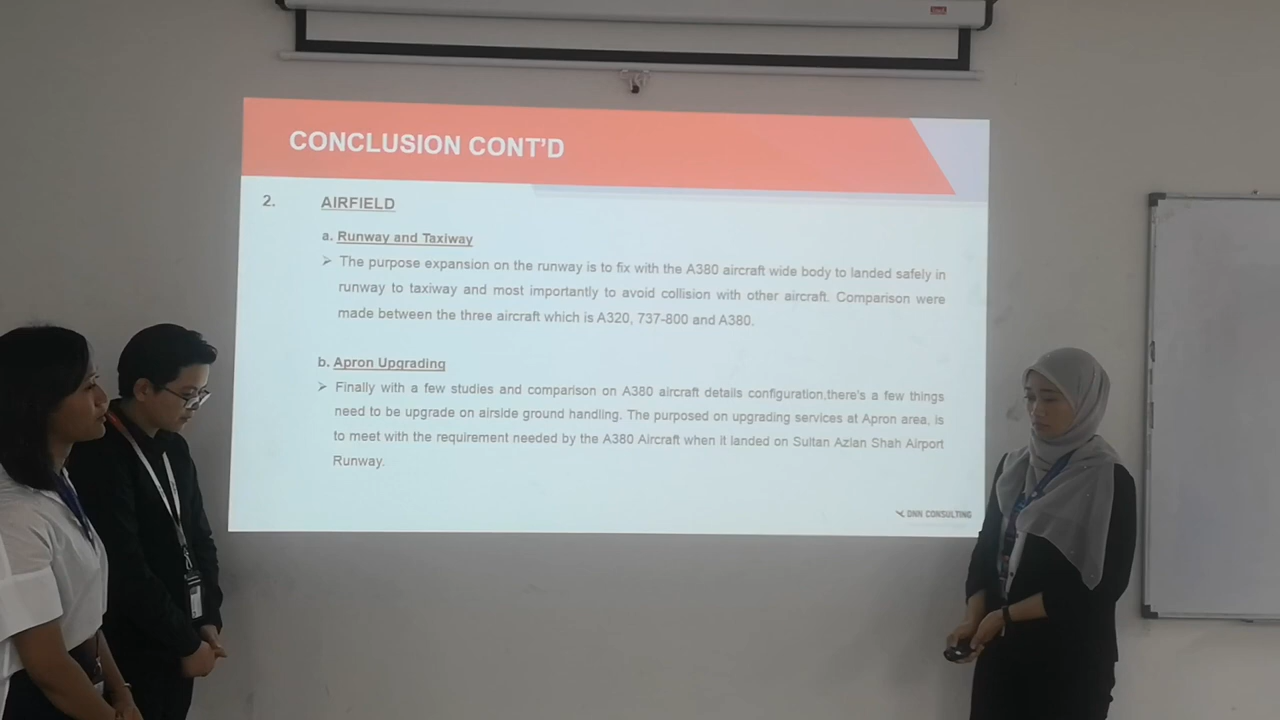 CONCLUSION CONT'D
2. AIRFIELD
a. Runway and Taxiway
➢ The purpose expansion on the runway is to fix with the A380 aircraft wide body to landed safely in
runway to taxiway and most importantly to avoid collision with other aircraft. Comparison were
made between the three aircraft which is A320, 737-800 and A380.
b. Apron Upgrading
➢ Finally with a few studies and comparison on A380 aircraft details configuration,there's a few things
need to be upgrade on airside ground handling. The purposed on upgrading services at Apron area, is
to meet with the requirement needed by the A380 Aircraft when it landed on Sultan Azlan Shah Airport
Runway.
DNN CONSULTING